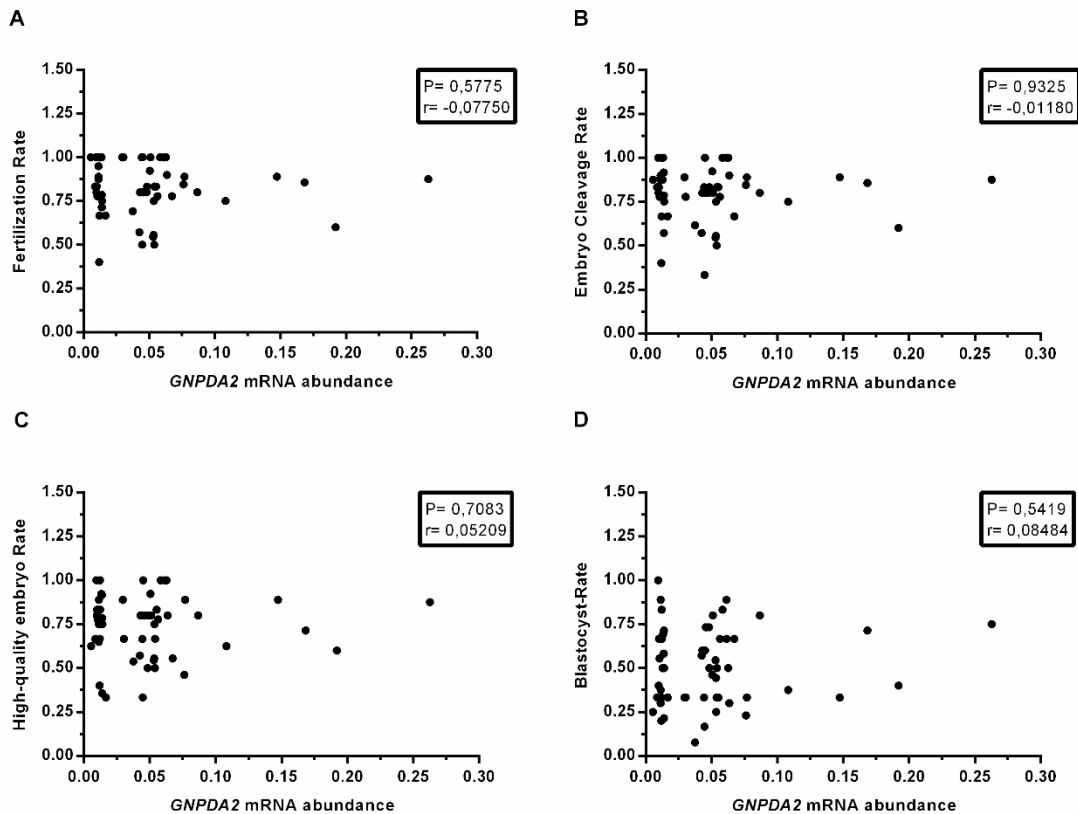 A
Fertilization Rate
1.50
1.25
1.00
0.75
0.50
0.25
0.00
P= 0,5775
r= -0,07750
0.00 0.05 0.10 0.15 0.20 0.25 0.30
GNPDA2 mRNA abundance
B
Embryo Cleavage Rate
1.50
1.25
1.00
0.75
0.50
0.25
0.00
P= 0,9325
r= -0,01180
0.00 0.05 0.10 0.15 0.20 0.25 0.30
GNPDA2 mRNA abundance
C
High-quality embryo Rate
1.50
1.25
1.00
0.75
0.50
0.25
0.00
P= 0,7083
r= 0,05209
0.00 0.05 0.10 0.15 0.20 0.25 0.30
GNPDA2 mRNA abundance
D
Blastocyst-Rate
1.50
1.25
1.00
0.75
0.50
0.25
0.00
P= 0,5419
r= 0,08484
0.00 0.05 0.10 0.15 0.20 0.25 0.30
GNPDA2 mRNA abundance